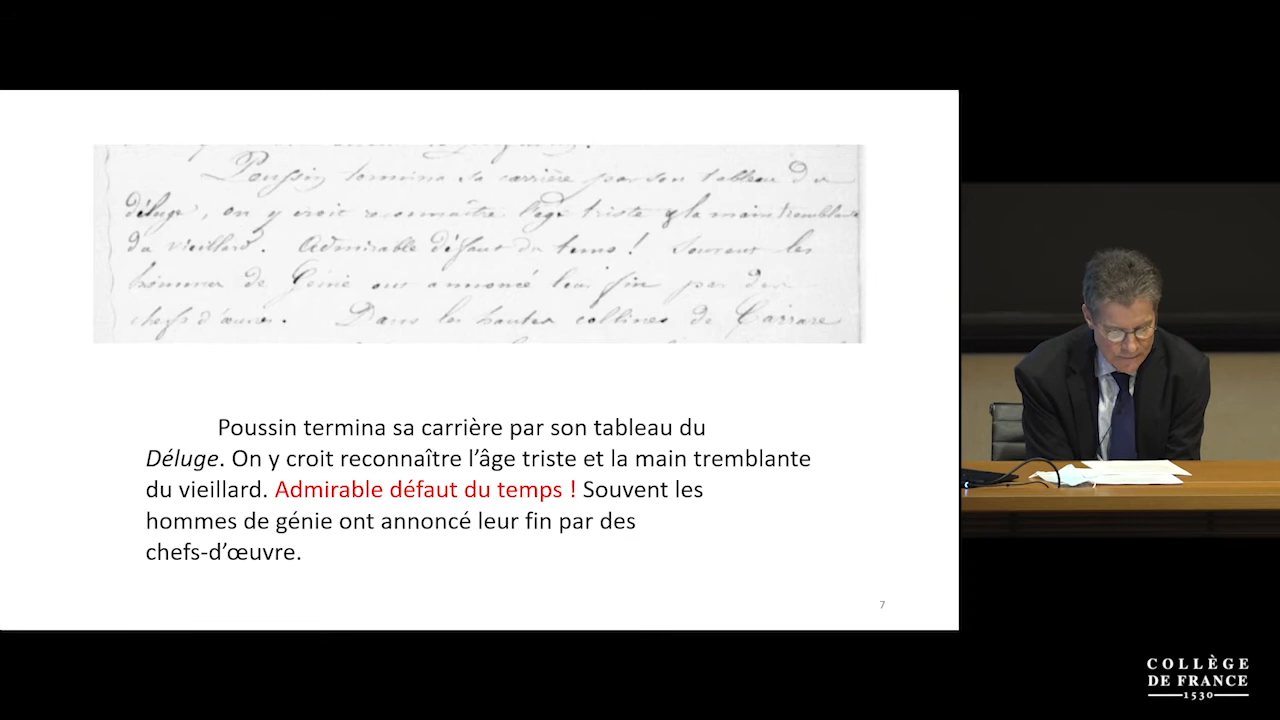 Poussin termina sa carrière par son tableau du
déluge, on y croit reconnaître l'age triste & la main tremblante
du vieillard. Admirable défaut du tems! Souvent les
hommes de Génie ont annoncé leur fin par des
chefs d'œuvres. Dans les hautes collines de Carrare
Poussin termina sa carrière par son tableau du
Déluge. On y croit reconnaître l’âge triste et la main tremblante
du vieillard. Admirable défaut du temps ! Souvent les
hommes de génie ont annoncé leur fin par des
chefs-d’œuvre.
7
COLLÈGE
DE FRANCE
1530